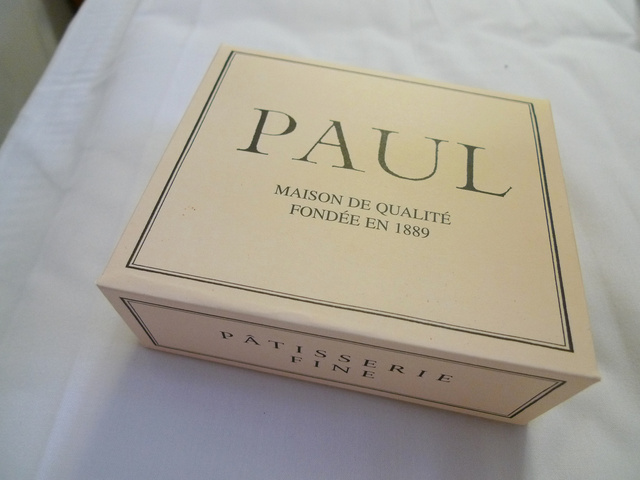 PAUL
MAISON DE QUALITÉ
FONDÉE EN 1889
PÂTISSERIE
FINE